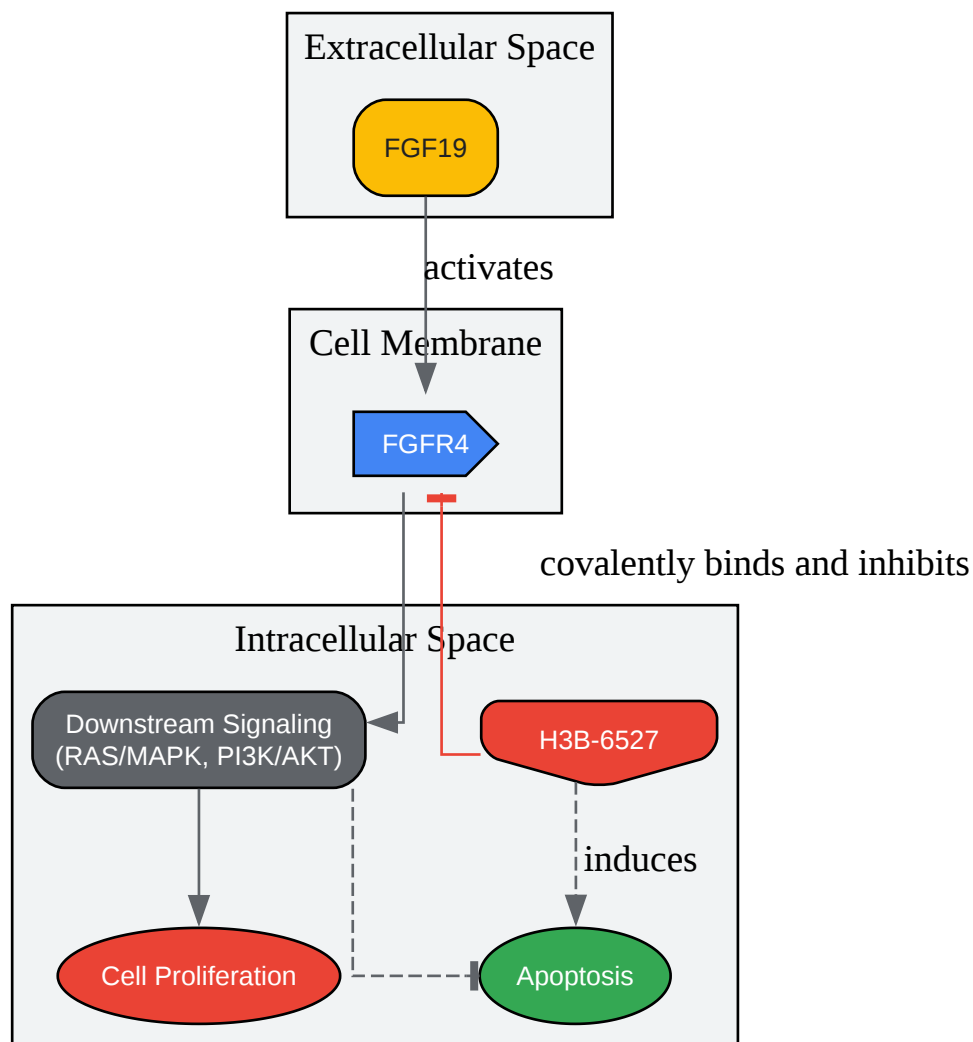 Extracellular Space
FGF19
activates
Cell Membrane
FGFR4
covalently binds and inhibits
Intracellular Space
Downstream Signaling
(RAS/MAPK, PI3K/AKT)
H3B-6527
induces
Cell Proliferation
Apoptosis